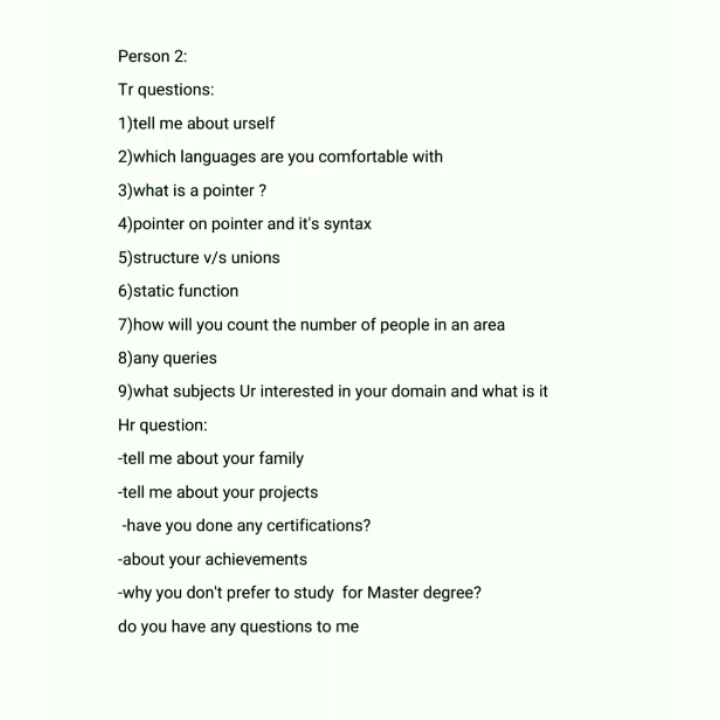 Person 2:
Tr questions:
1)tell me about urself
2)which languages are you comfortable with
3)what is a pointer ?
4)pointer on pointer and it's syntax
5)structure v/s unions
6)static function
7)how will you count the number of people in an area
8)any queries
9)what subjects Ur interested in your domain and what is it
Hr question:
-tell me about your family
-tell me about your projects
-have you done any certifications?
-about your achievements
-why you don't prefer to study  for Master degree?
do you have any questions to me